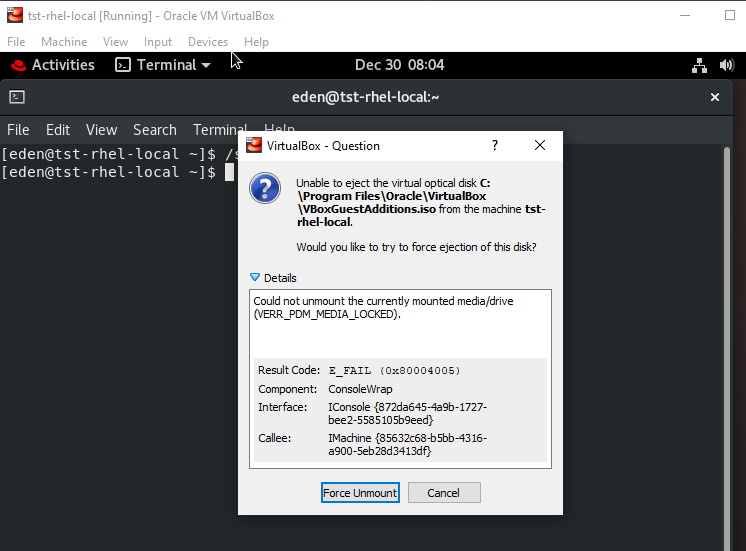 tst-rhel-local [Running] - Oracle VM VirtualBox
File Machine View Input Devices Help
Activities Terminal Dec 30 08:04
eden@tst-rhel-local:~
File Edit View Search Terminal Help
[eden@tst-rhel-local ~]$ /s
[eden@tst-rhel-local ~]$
VirtualBox - Question ?
Unable to eject the virtual optical disk C:
\Program Files\Oracle\VirtualBox
\VBoxGuestAdditions.iso from the machine tst-
rhel-local.
Would you like to try to force ejection of this disk?
Details
Could not unmount the currently mounted media/drive
(VERR_PDM_MEDIA_LOCKED).
Result Code: E_FAIL (0x80004005)
Component: ConsoleWrap
Interface: IConsole {872da645-4a9b-1727-
bee2-5585105b9eed}
Callee: IMachine {85632c68-b5bb-4316-
a900-5eb28d3413df}
Force Unmount Cancel